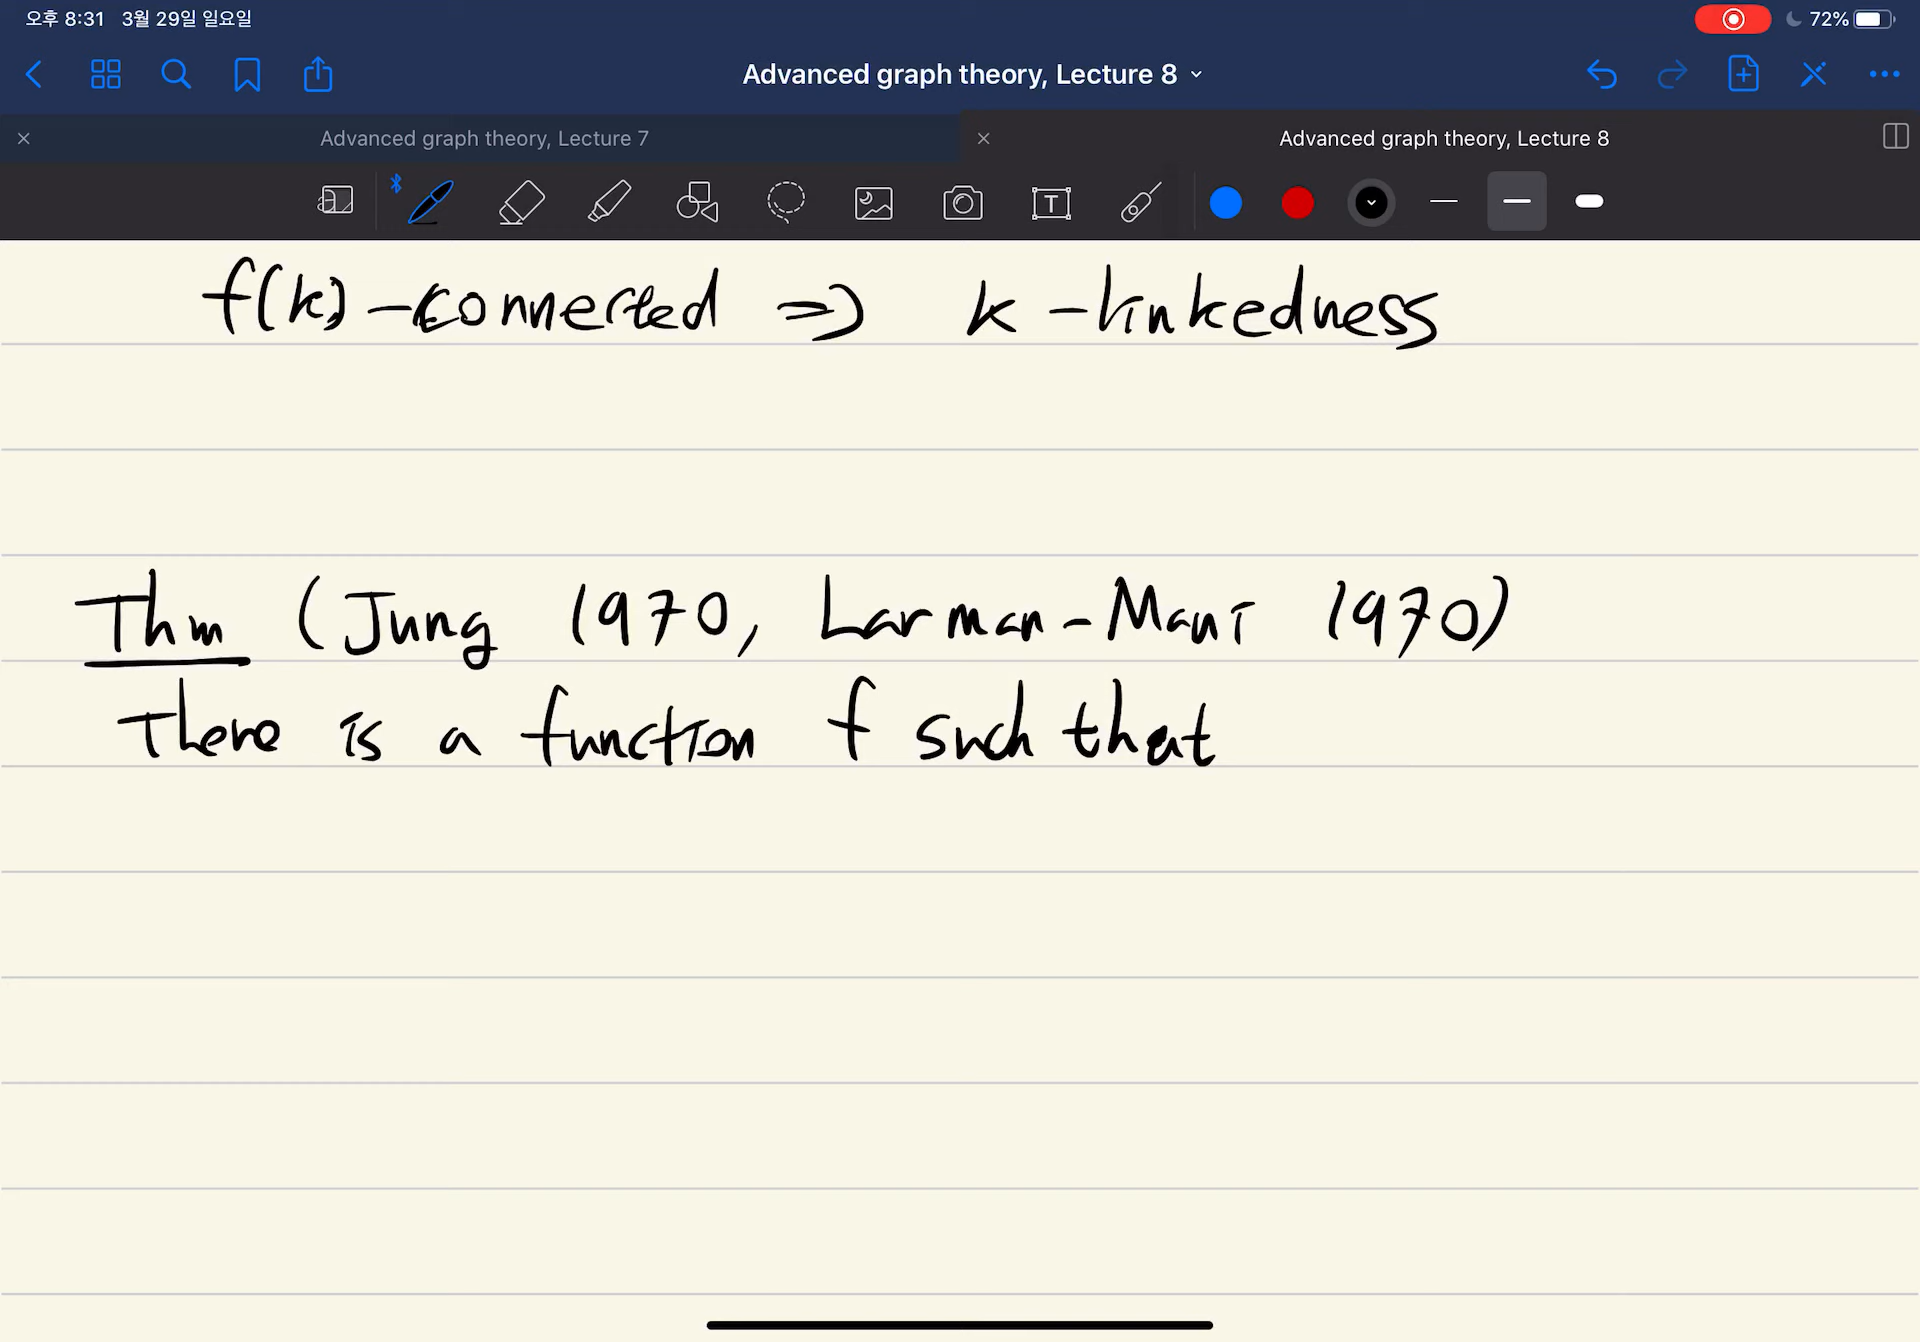 오후 8:31 3월 29일 일요일 72%
Advanced graph theory, Lecture 8
Advanced graph theory, Lecture 7 Advanced graph theory, Lecture 8
f(k)-connected ⇒ k-linkedness
Thm (Jung 1970, Larman-Mani 1970)
There is a function f such that